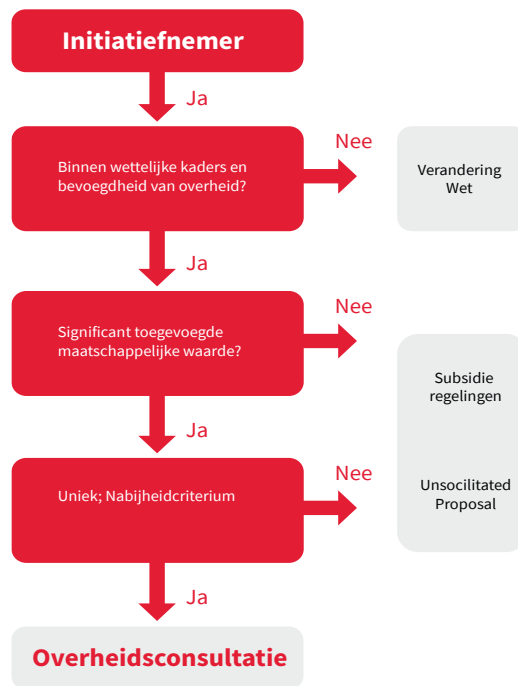 Initiatiefnemer
Ja
Binnen wettelijke kaders en
bevoegdheid van overheid?
Nee
Verandering
Wet
Ja
Significant toegevoegde
maatschappelijke waarde?
Nee
Subsidie
regelingen
Ja
Uniek; Nabijheidcriterium
Nee
Unsocilitated
Proposal
Ja
Overheidsconsultatie